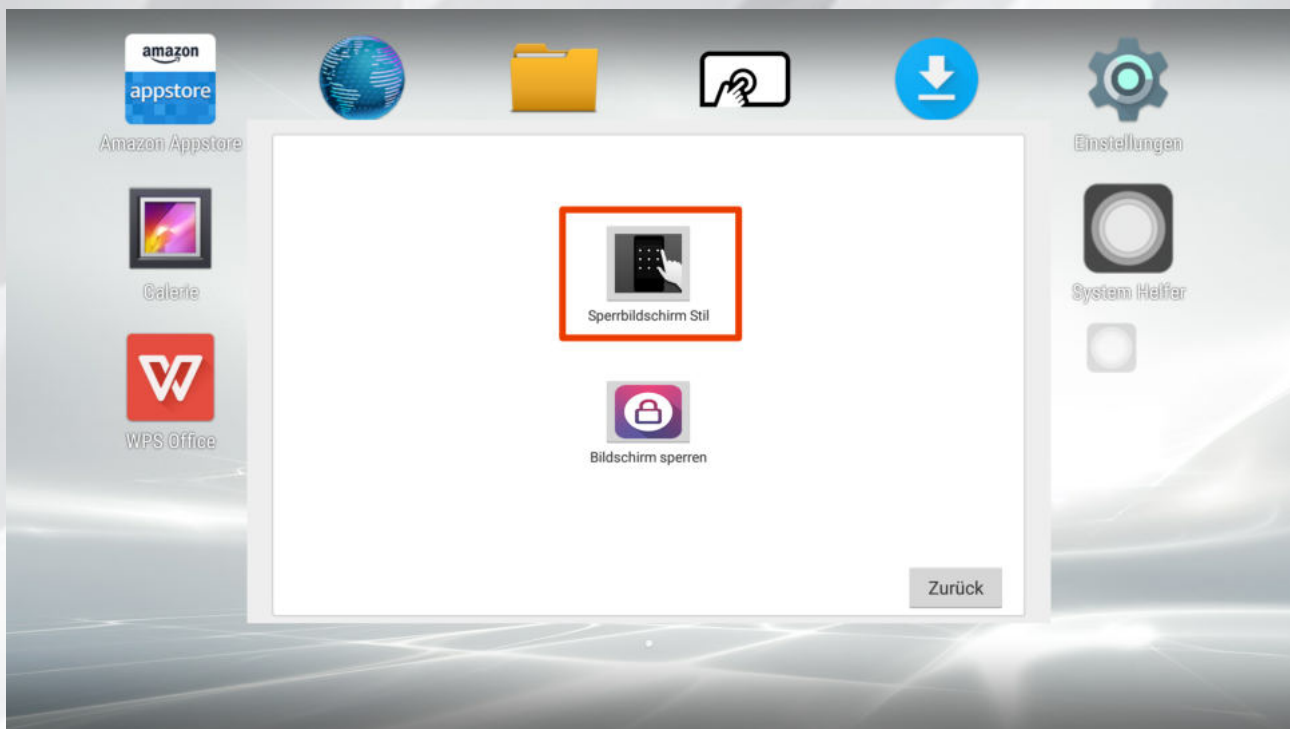 amazon
appstore
Amazon Appstore
Einstellungen
Galerie
Sperrbildschirm Stil
System Helfer
W
WPS Office
Bildschirm sperren
Zurück